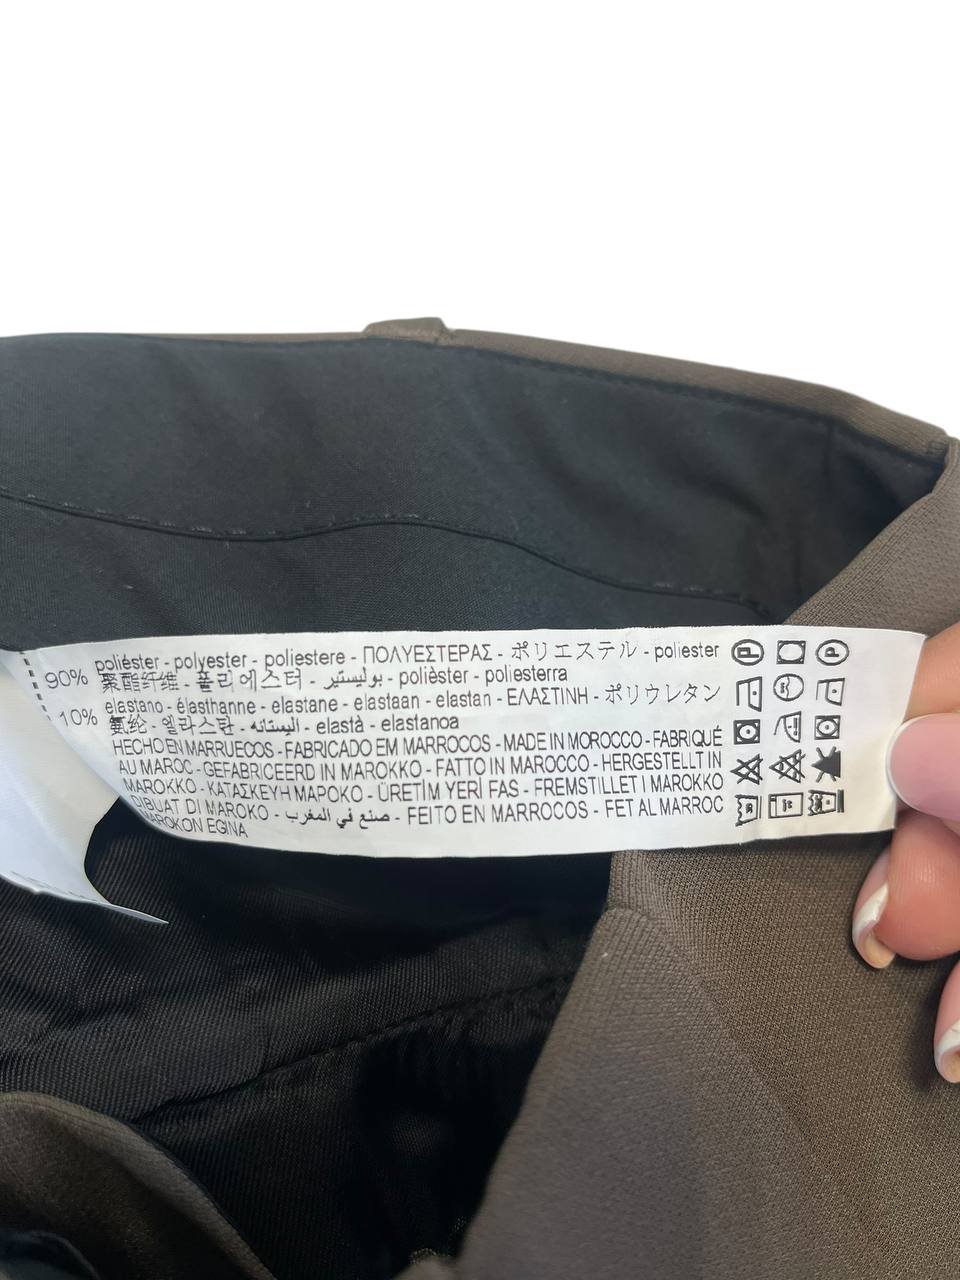 90% poliéster - polyester - poliestere - ΠΟΛΥΕΣΤΕΡΑΣ - ポリエステル - poliester
聚酯纤维 - 폴리에스터 - بوليستير - polièster - poliesterra
10% elastano - élasthanne - elastane - elastaan - elastan - ΕΛΑΣΤΙΝΗ - ポリウレタン
氨纶 - 엘라스탄 - اليستانه - elastà - elastanoa
HECHO EN MARRUECOS - FABRICADO EM MARROCOS - MADE IN MOROCCO - FABRIQUÉ
AU MAROC - GEFABRICEERD IN MAROKKO - FATTO IN MAROCCO - HERGESTELLT IN
MAROKKO - ΚΑΤΑΣΚΕΥΗ ΜΑΡΟΚΟ - ÜRETİM YERİ FAS - FREMSTILLET I MAROKKO
DIBUAT DI MAROKO - صنع في المغرب - FEITO EN MARROCOS - FET AL MARROC
MAROKON EGINA